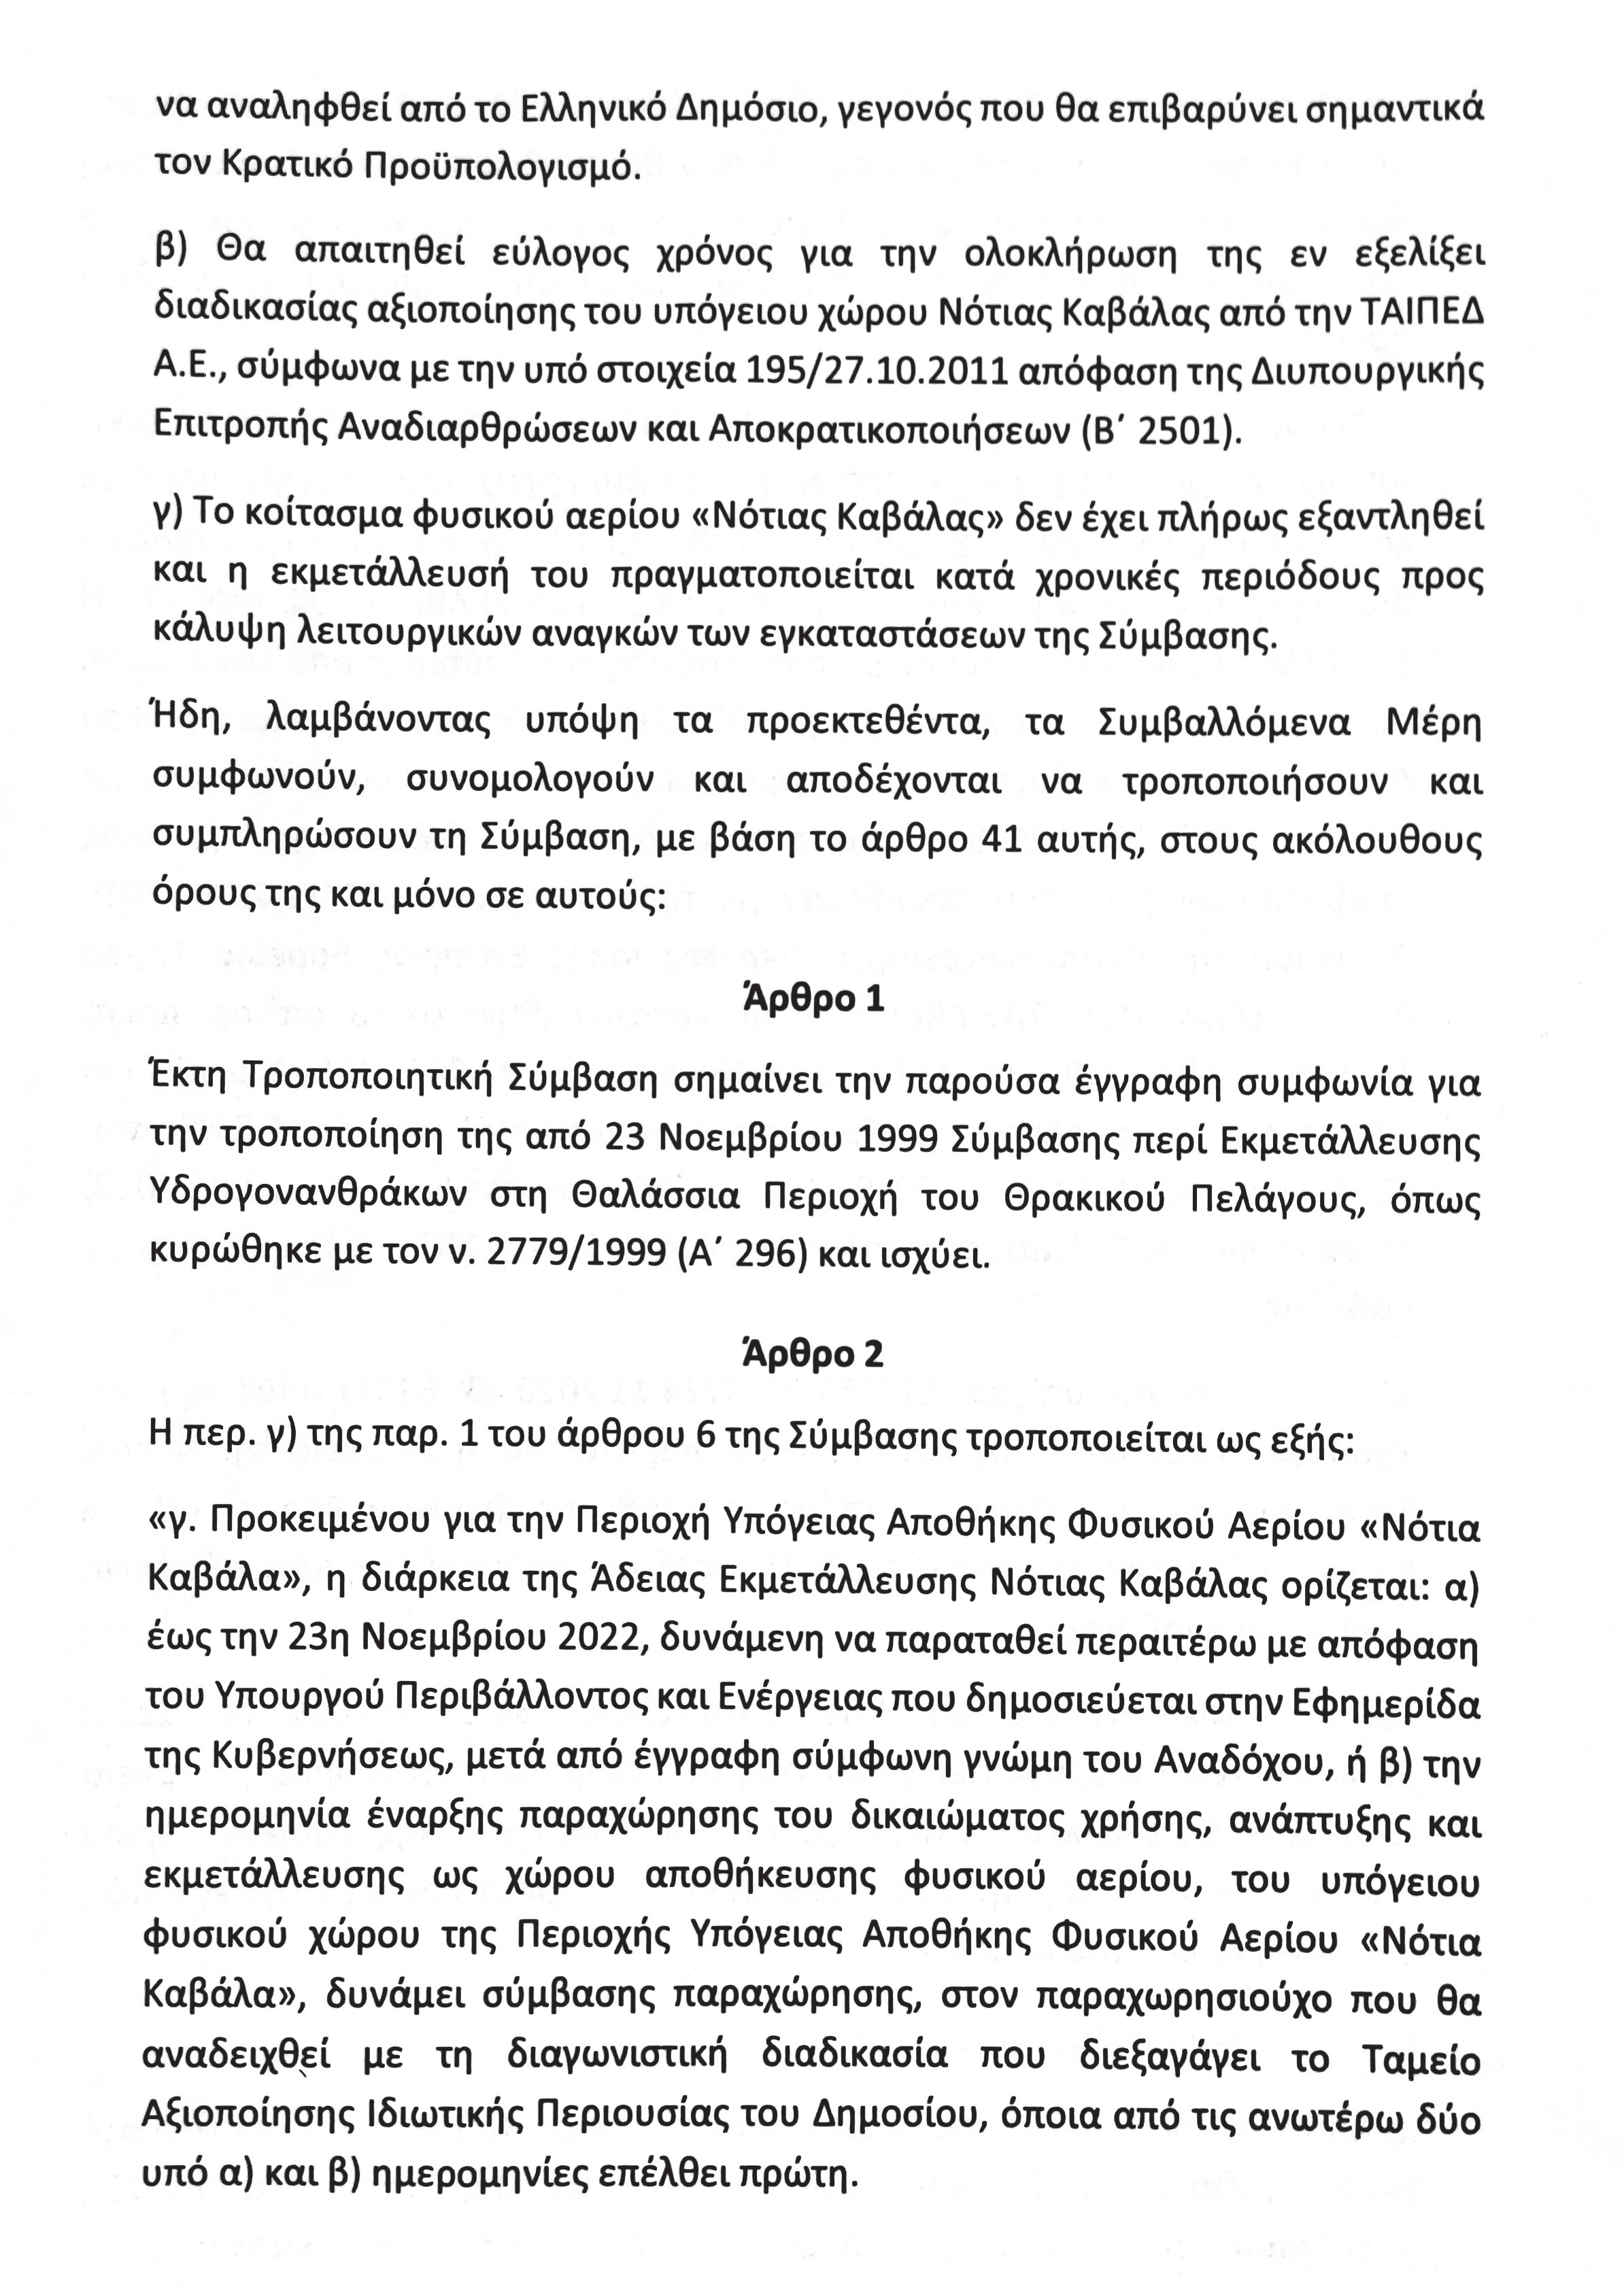 να αναληφθεί από το Ελληνικό Δημόσιο, γεγονός που θα επιβαρύνει σημαντικά
τον Κρατικό Προϋπολογισμό.
β) Θα απαιτηθεί εύλογος χρόνος για την ολοκλήρωση της εν εξελίξει
διαδικασίας αξιοποίησης του υπόγειου χώρου Νότιας Καβάλας από την ΤΑΙΠΕΔ
Α.Ε., σύμφωνα με την υπό στοιχεία 195/27.10.2011 απόφαση της Διυπουργικής
Επιτροπής Αναδιαρθρώσεων και Αποκρατικοποιήσεων (Β΄ 2501).
γ) Το κοίτασμα φυσικού αερίου «Νότιας Καβάλας» δεν έχει πλήρως εξαντληθεί
και η εκμετάλλευσή του πραγματοποιείται κατά χρονικές περιόδους προς
κάλυψη λειτουργικών αναγκών των εγκαταστάσεων της Σύμβασης.
Ήδη, λαμβάνοντας υπόψη τα προεκτεθέντα, τα Συμβαλλόμενα Μέρη
συμφωνούν, συνομολογούν και αποδέχονται να τροποποιήσουν και
συμπληρώσουν τη Σύμβαση, με βάση το άρθρο 41 αυτής, στους ακόλουθους
όρους της και μόνο σε αυτούς:
Άρθρο 1
Έκτη Τροποποιητική Σύμβαση σημαίνει την παρούσα έγγραφη συμφωνία για
την τροποποίηση της από 23 Νοεμβρίου 1999 Σύμβασης περί Εκμετάλλευσης
Υδρογονανθράκων στη Θαλάσσια Περιοχή του Θρακικού Πελάγους, όπως
κυρώθηκε με τον ν. 2779/1999 (Α΄ 296) και ισχύει.
Άρθρο 2
Η περ. γ) της παρ. 1 του άρθρου 6 της Σύμβασης τροποποιείται ως εξής:
«γ. Προκειμένου για την Περιοχή Υπόγειας Αποθήκης Φυσικού Αερίου «Νότια
Καβάλα», η διάρκεια της Άδειας Εκμετάλλευσης Νότιας Καβάλας ορίζεται: α)
έως την 23η Νοεμβρίου 2022, δυνάμενη να παραταθεί περαιτέρω με απόφαση
του Υπουργού Περιβάλλοντος και Ενέργειας που δημοσιεύεται στην Εφημερίδα
της Κυβερνήσεως, μετά από έγγραφη σύμφωνη γνώμη του Αναδόχου, ή β) την
ημερομηνία έναρξης παραχώρησης του δικαιώματος χρήσης, ανάπτυξης και
εκμετάλλευσης ως χώρου αποθήκευσης φυσικού αερίου, του υπόγειου
φυσικού χώρου της Περιοχής Υπόγειας Αποθήκης Φυσικού Αερίου «Νότια
Καβάλα», δυνάμει σύμβασης παραχώρησης, στον παραχωρησιούχο που θα
αναδειχθεί με τη διαγωνιστική διαδικασία που διεξαγάγει το Ταμείο
Αξιοποίησης Ιδιωτικής Περιουσίας του Δημοσίου, όποια από τις ανωτέρω δύο
υπό α) και β) ημερομηνίες επέλθει πρώτη.